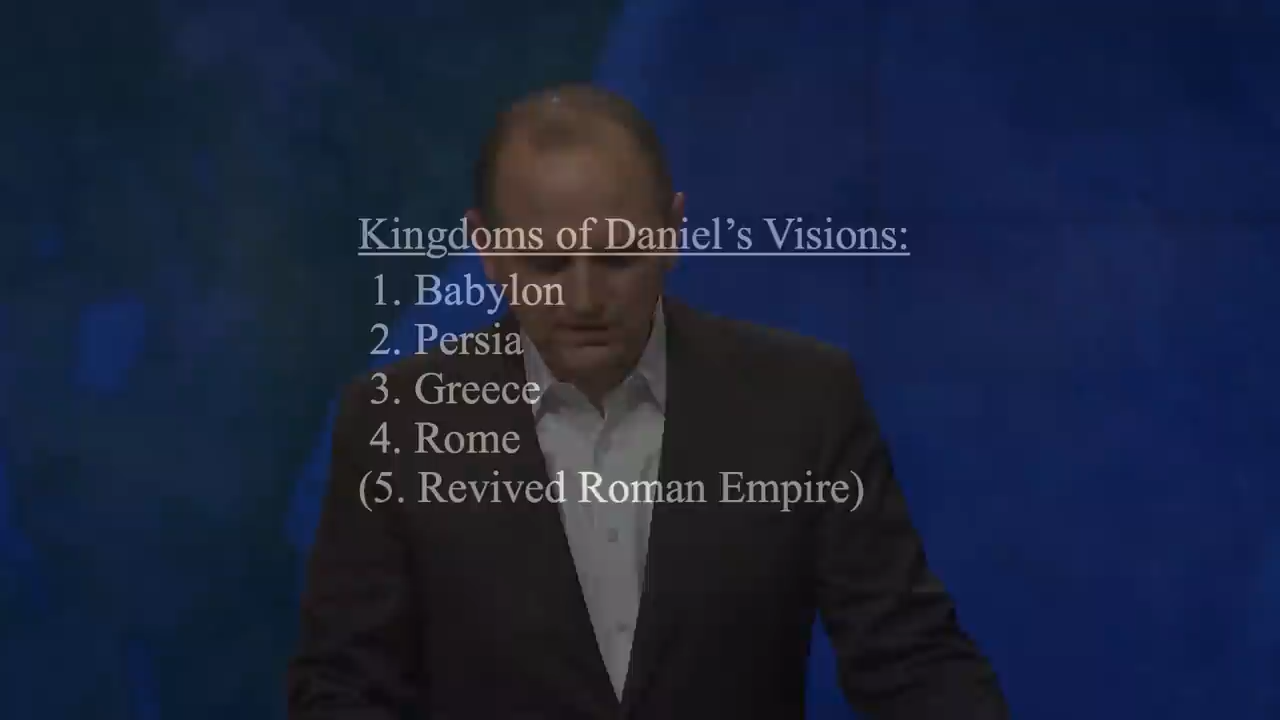 Kingdoms of Daniel’s Visions:
1. Babylon
2. Persia
3. Greece
4. Rome
(5. Revived Roman Empire)